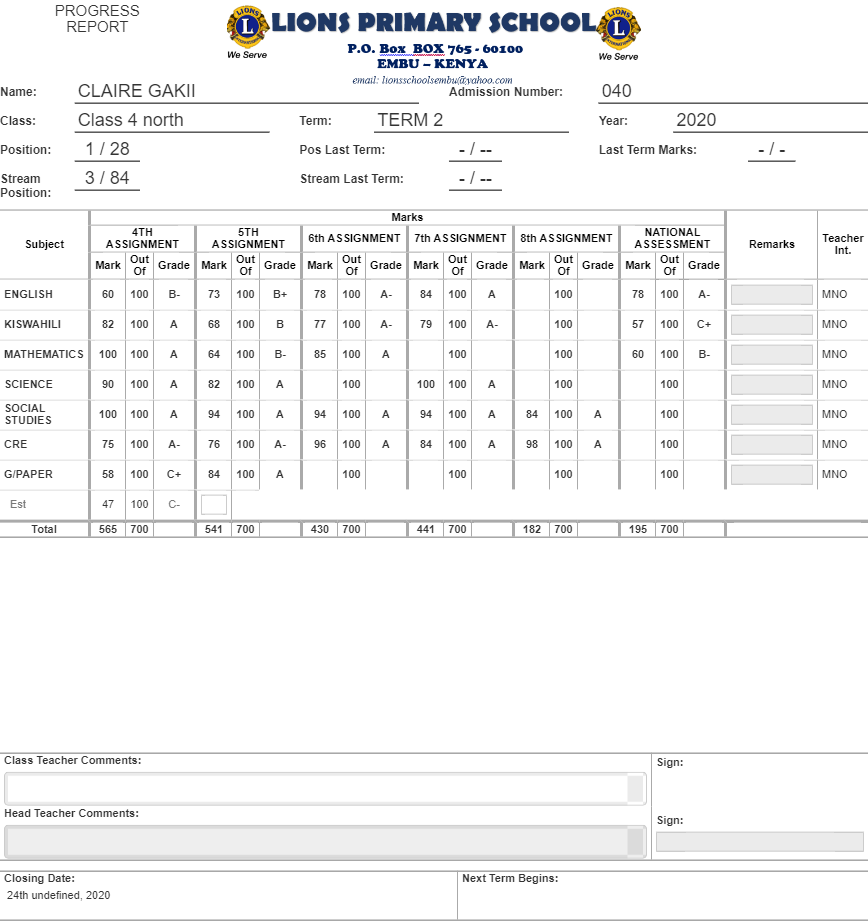 PROGRESS
REPORT
LIONS
L
INTERNATIONAL
We Serve
LIONS PRIMARY SCHOOL
P.O. Box BOX 765 - 60100
EMBU – KENYA
email: lionsschoolsembu@yahoo.com
LIONS
L
INTERNATIONAL
We Serve
Name: CLAIRE GAKII Admission Number: 040
Class: Class 4 north Term: TERM 2 Year: 2020
Position: 1 / 28 Pos Last Term: - / -- Last Term Marks: - / -
Stream Position: 3 / 84 Stream Last Term: - / --
Marks
Subject 4TH ASSIGNMENT 5TH ASSIGNMENT 6th ASSIGNMENT 7th ASSIGNMENT 8th ASSIGNMENT NATIONAL ASSESSMENT Remarks Teacher Int.
Mark Out Of Grade Mark Out Of Grade Mark Out Of Grade Mark Out Of Grade Mark Out Of Grade Mark Out Of Grade
ENGLISH 60 100 B- 73 100 B+ 78 100 A- 84 100 A 100 78 100 A- MNO
KISWAHILI 82 100 A 68 100 B 77 100 A- 79 100 A- 100 57 100 C+ MNO
MATHEMATICS 100 100 A 64 100 B- 85 100 A 100 100 60 100 B- MNO
SCIENCE 90 100 A 82 100 A 100 100 100 A 100 100 MNO
SOCIAL STUDIES 100 100 A 94 100 A 94 100 A 94 100 A 84 100 A 100 MNO
CRE 75 100 A- 76 100 A- 96 100 A 84 100 A 98 100 A 100 MNO
G/PAPER 58 100 C+ 84 100 A 100 100 100 100 MNO
Est 47 100 C-
Total 565 700 541 700 430 700 441 700 182 700 195 700
Class Teacher Comments: Sign:
Head Teacher Comments: Sign:
Closing Date: Next Term Begins:
24th undefined, 2020